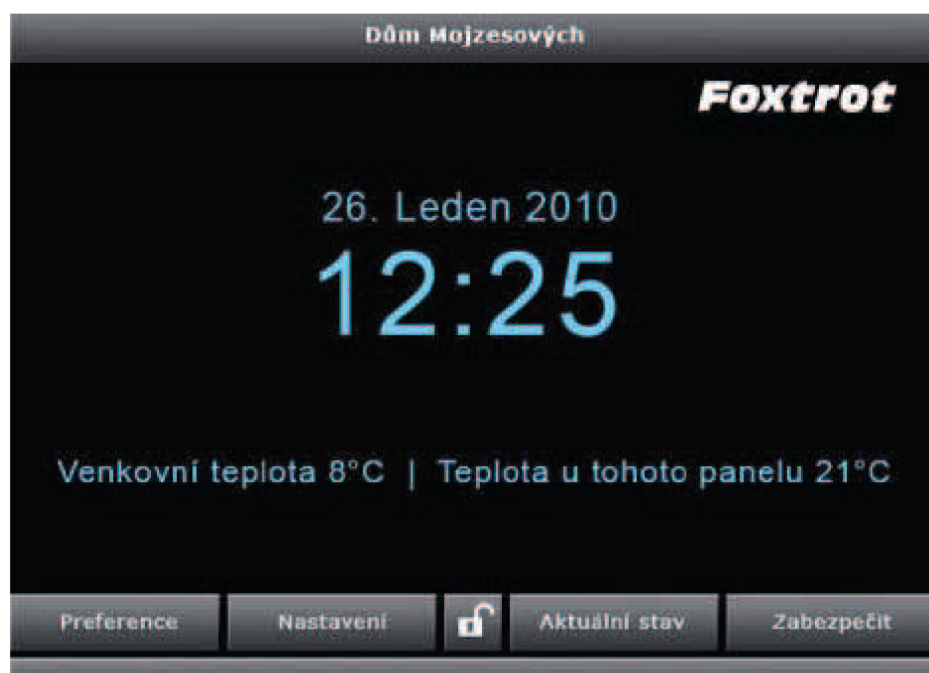 Dům Mojzesových
Foxtrot
26. Leden 2010
12:25
Venkovní teplota 8°C | Teplota u tohoto panelu 21°C
Preference Nastavení Aktuální stav Zabezpečit